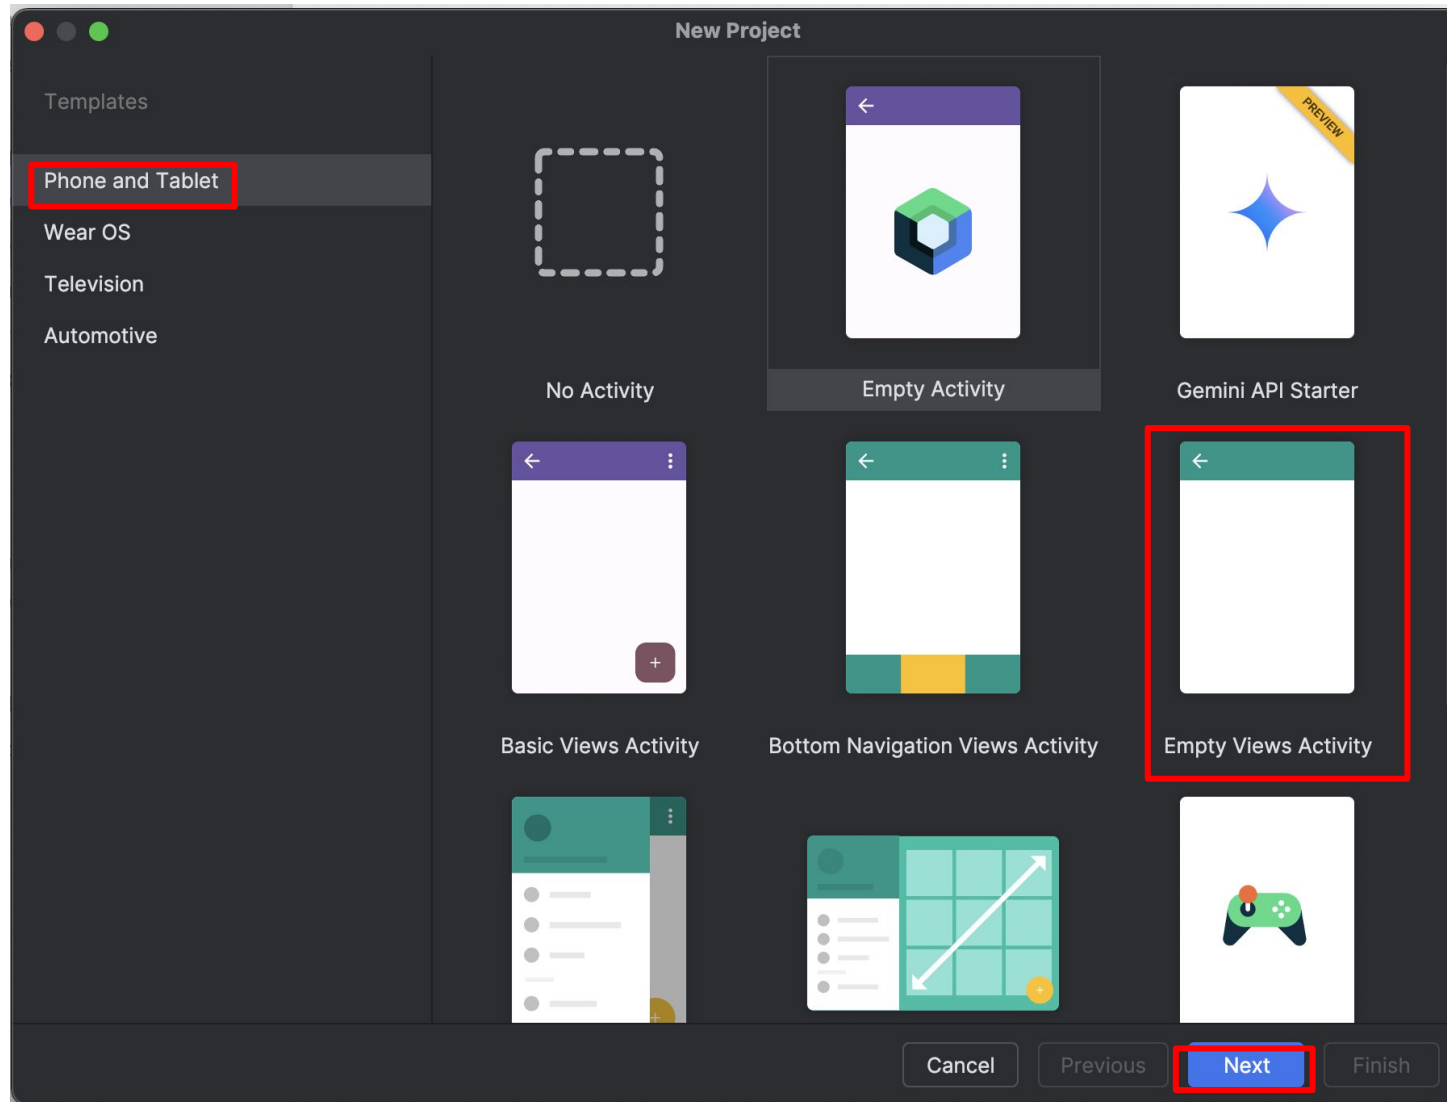 New Project
Templates
Phone and Tablet
Wear OS
Television
Automotive
PREVIEW
No Activity
Empty Activity
Gemini API Starter
Basic Views Activity
Bottom Navigation Views Activity
Empty Views Activity
Cancel
Previous
Next
Finish